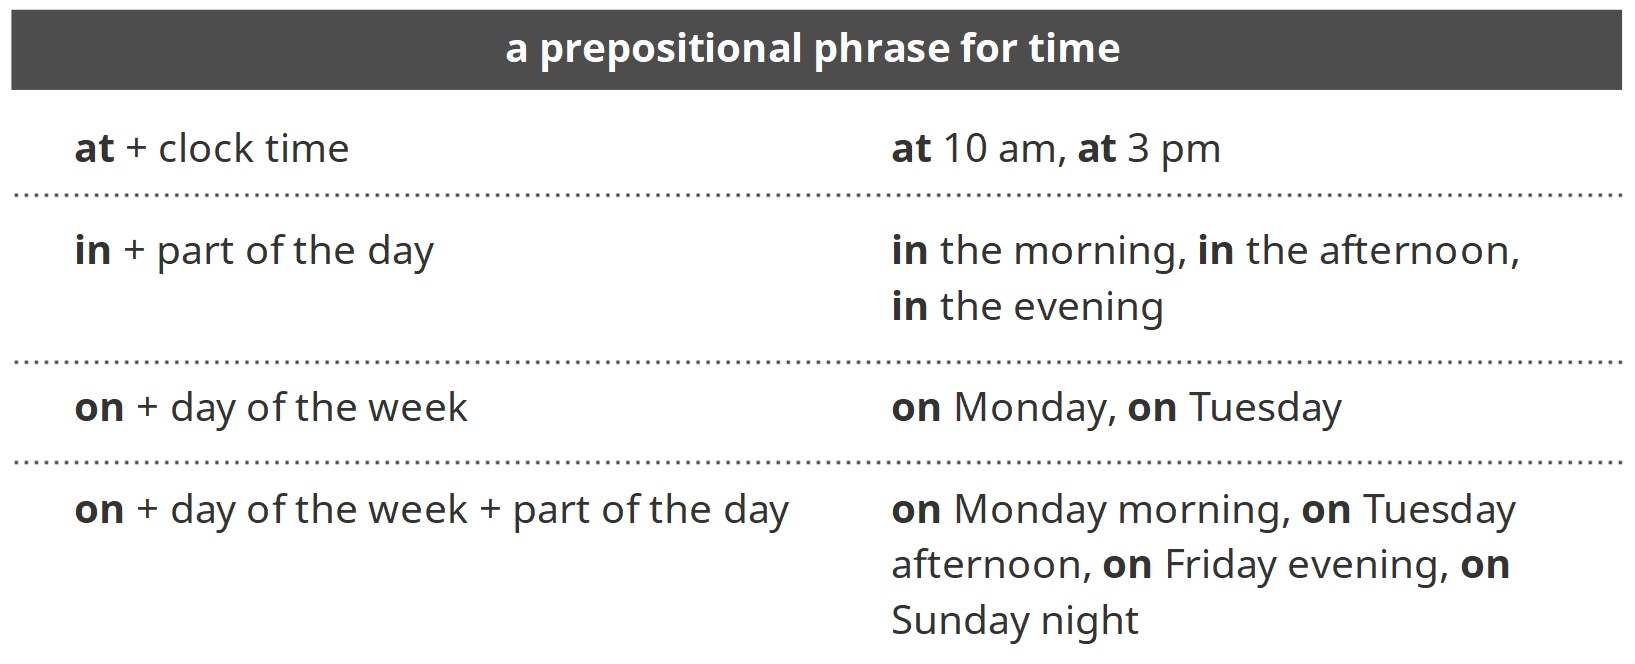 a prepositional phrase for time
at + clock time
at 10 am, at 3 pm
in + part of the day
in the morning, in the afternoon,
in the evening
on + day of the week
on Monday, on Tuesday
on + day of the week + part of the day
on Monday morning, on Tuesday
afternoon, on Friday evening, on
Sunday night